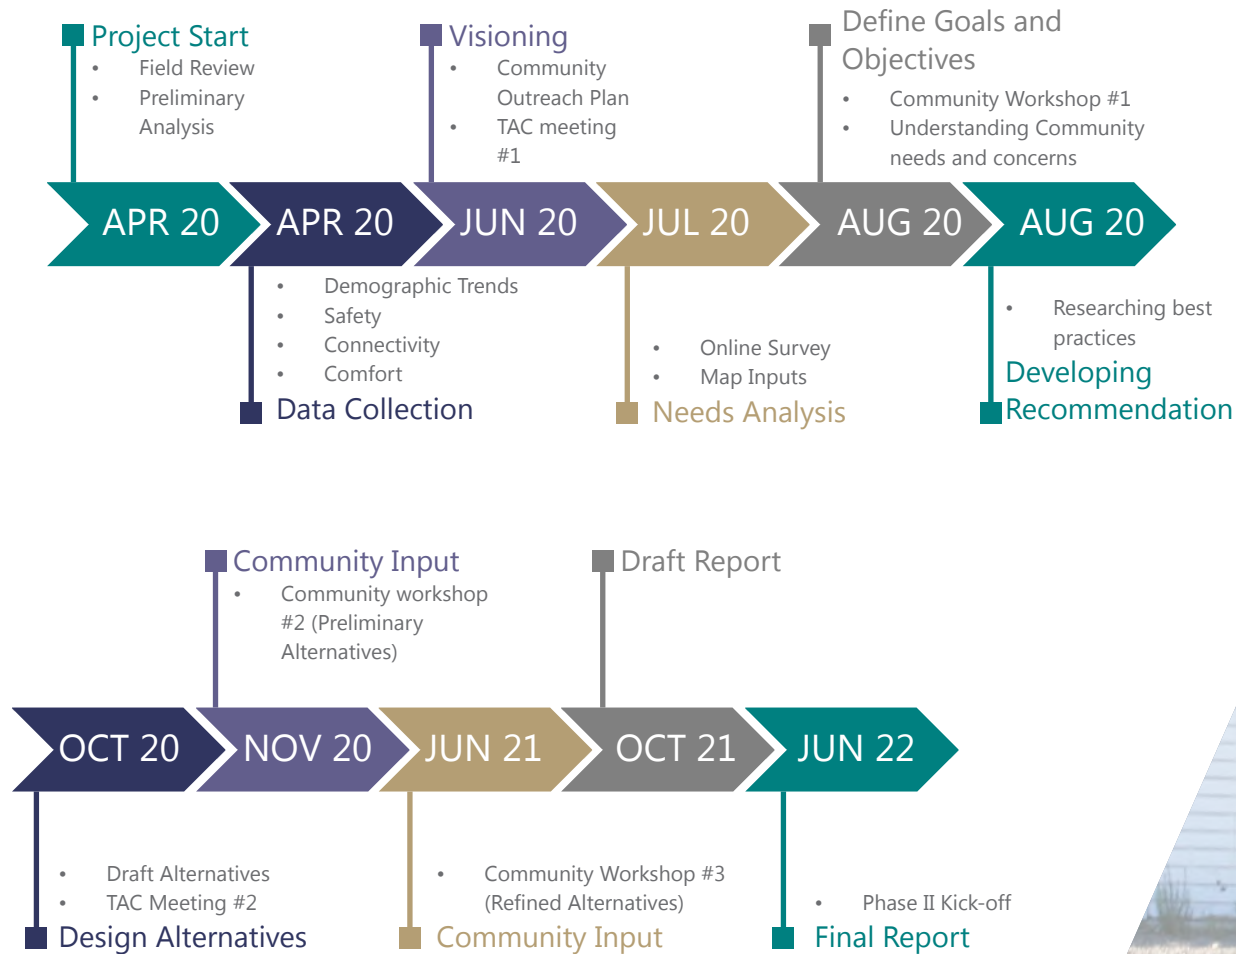 Project Start
• Field Review
• Preliminary
Analysis
Visioning
• Community
Outreach Plan
• TAC meeting
#1
Define Goals and
Objectives
• Community Workshop #1
• Understanding Community
needs and concerns
APR 20
APR 20
JUN 20
JUL 20
AUG 20
AUG 20
• Demographic Trends
• Safety
• Connectivity
• Comfort
Data Collection
• Online Survey
• Map Inputs
Needs Analysis
• Researching best
practices
Developing
Recommendation
Community Input
• Community workshop
#2 (Preliminary
Alternatives)
Draft Report
OCT 20
NOV 20
JUN 21
OCT 21
JUN 22
• Draft Alternatives
• TAC Meeting #2
Design Alternatives
• Community Workshop #3
(Refined Alternatives)
Community Input
• Phase II Kick-off
Final Report